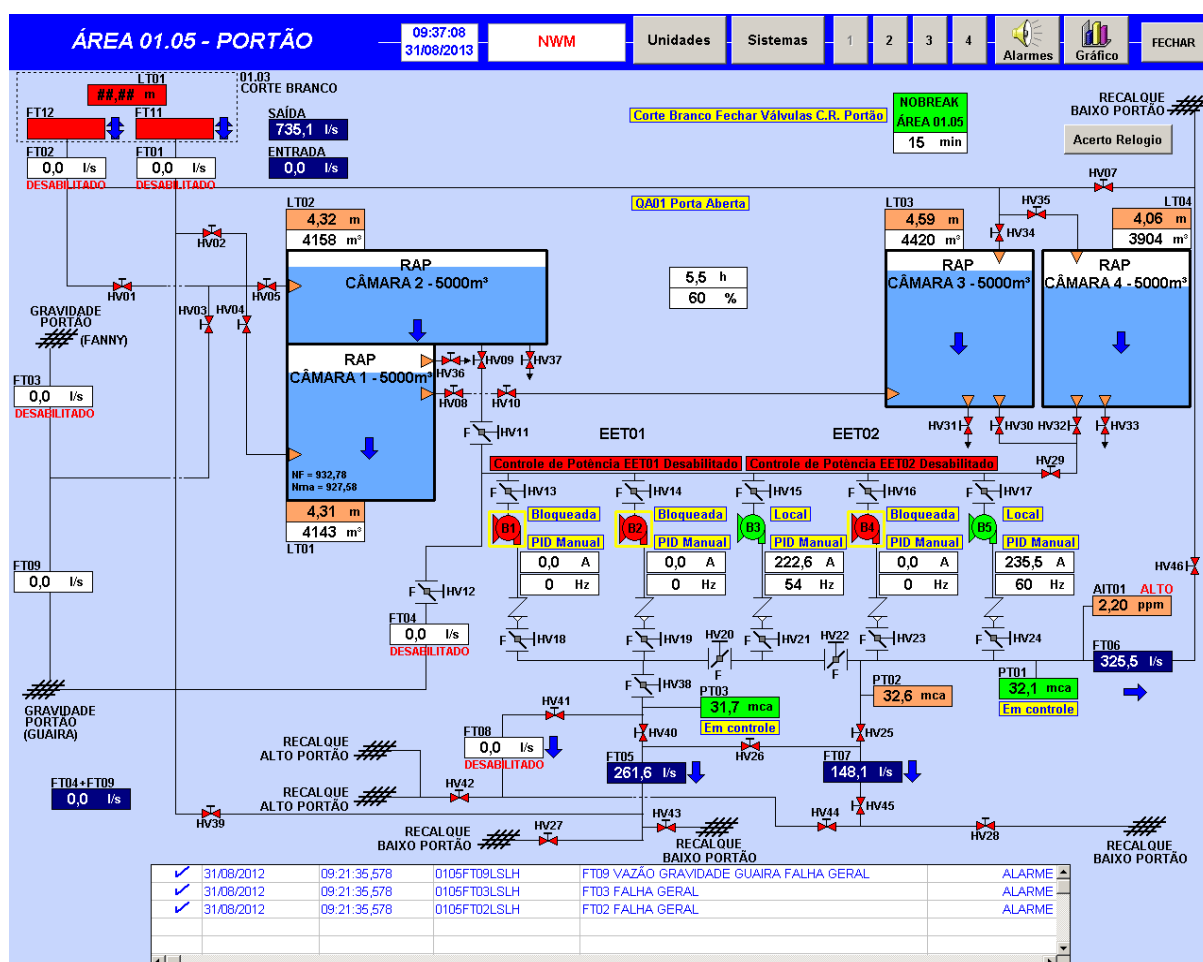 ÁREA 01.05 - PORTÃO
09:37:08
31/08/2013
NWM
Unidades
Sistemas
1
2
3
4
Alarmes
Gráfico
FECHAR
LT01
01.03
CORTE BRANCO
##,## m
FT12
FT11
SAÍDA
735,1 l/s
ENTRADA
0,0 l/s
FT02
0,0 l/s
DESABILITADO
FT01
0,0 l/s
DESABILITADO
Corte Branco Fechar Válvulas C.R. Portão
NOBREAK
ÁREA 01.05
15 min
RECALQUE
BAIXO PORTÃO
Acerto Relogio
HV07
QA01 Porta Aberta
LT02
4,32 m
4158 m³
LT03
4,59 m
4420 m³
HV35
HV34
LT04
4,06 m
3904 m³
HV02
HV01
HV05
HV03
HV04
RAP
CÂMARA 2 - 5000m³
5,5 h
60 %
RAP
CÂMARA 3 - 5000m³
RAP
CÂMARA 4 - 5000m³
GRAVIDADE
PORTÃO
(FANNY)
RAP
CÂMARA 1 - 5000m³
HV36
HV09
HV37
HV08
HV10
FT03
0,0 l/s
DESABILITADO
HV11
F
NF = 932,78
Nma = 927,58
4,31 m
4143 m³
LT01
EET01
EET02
HV31
HV30
HV32
HV33
HV29
Controle de Potência EET01 Desabilitado
Controle de Potência EET02 Desabilitado
F HV13
F HV14
F HV15
F HV16
F HV17
B1 Bloqueada
B2 Bloqueada
B3 Local
B4 Bloqueada
B5 Local
PID Manual
PID Manual
PID Manual
PID Manual
PID Manual
0,0 A
0,0 A
222,6 A
0,0 A
235,5 A
0 Hz
0 Hz
54 Hz
0 Hz
60 Hz
FT09
0,0 l/s
F HV12
FT04
0,0 l/s
DESABILITADO
HV46
AIT01 ALTO
2,20 ppm
F HV18
F HV19
HV20
F
F HV21
HV22
F
F HV23
F HV24
FT06
325,5 l/s
GRAVIDADE
PORTÃO
(GUAIRA)
F HV38
PT03
31,7 mca
Em controle
PT02
32,6 mca
PT01
32,1 mca
Em controle
HV41
FT08
0,0 l/s
DESABILITADO
HV40
HV26
HV25
RECALQUE
ALTO PORTÃO
FT05
261,6 l/s
FT07
148,1 l/s
FT04+FT09
0,0 l/s
RECALQUE
ALTO PORTÃO
HV42
HV39
HV43
HV44
HV45
HV28
RECALQUE
BAIXO PORTÃO
HV27
RECALQUE
BAIXO PORTÃO
RECALQUE
BAIXO PORTÃO
31/08/2012 09:21:35,578 0105FT09LSLH FT09 VAZÃO GRAVIDADE GUAIRA FALHA GERAL ALARME
31/08/2012 09:21:35,578 0105FT03LSLH FT03 FALHA GERAL ALARME
31/08/2012 09:21:35,578 0105FT02LSLH FT02 FALHA GERAL ALARME